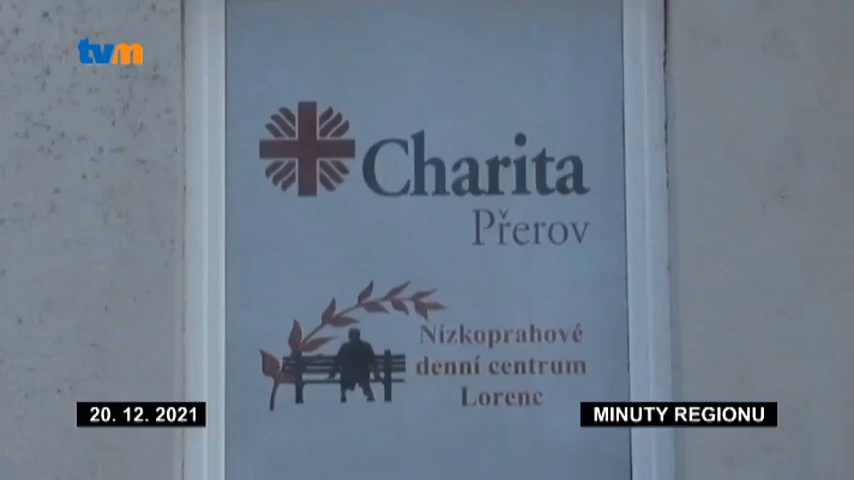 tvm
Charita
Přerov
Nízkoprahové
denní centrum
Lorenc
20. 12. 2021
MINUTY REGIONU